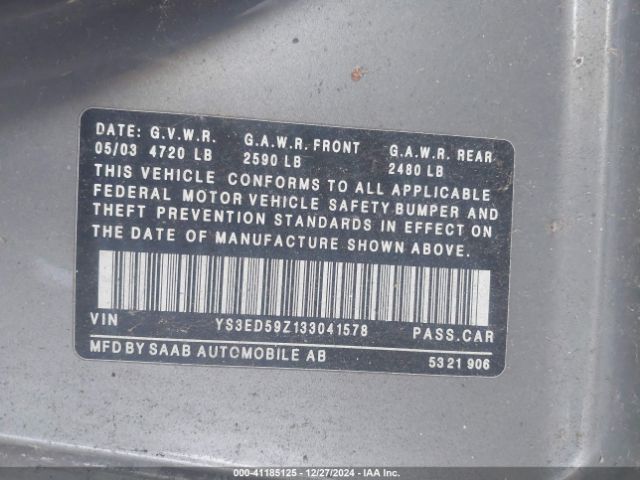 DATE: G.V.W.R. G.A.W.R. FRONT G.A.W.R. REAR
05/03 4720 LB 2590 LB 2480 LB
THIS VEHICLE CONFORMS TO ALL APPLICABLE
FEDERAL MOTOR VEHICLE SAFETY BUMPER AND
THEFT PREVENTION STANDARDS IN EFFECT ON
THE DATE OF MANUFACTURE SHOWN ABOVE.
VIN YS3ED59Z133041578 PASS.CAR
MFD BY SAAB AUTOMOBILE AB 5321 906
000-41185125 - 12/27/2024 - IAA Inc.